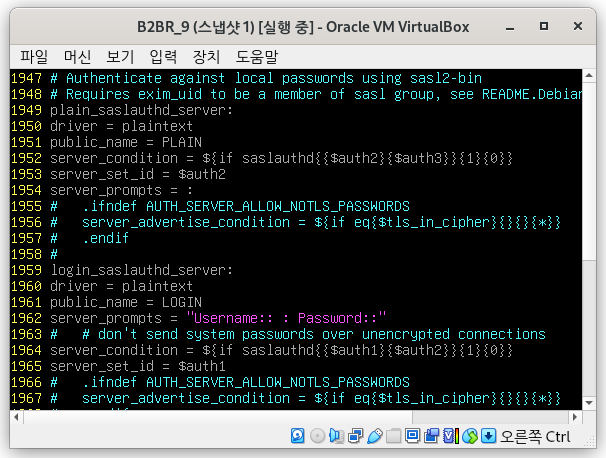 B2BR_9 (스냅샷 1) [실행 중] - Oracle VM VirtualBox
파일 머신 보기 입력 장치 도움말
1947 # Authenticate against local passwords using sasl2-bin
1948 # Requires exim_uid to be a member of sasl group, see README.Debian
1949 plain_saslauthd_server:
1950 driver = plaintext
1951 public_name = PLAIN
1952 server_condition = ${if saslauthd{{$auth2}{$auth3}}{1}{0}}
1953 server_set_id = $auth2
1954 server_prompts = :
1955 #   .ifndef AUTH_SERVER_ALLOW_NOTLS_PASSWORDS
1956 #   server_advertise_condition = ${if eq{$tls_in_cipher}{}{}{*}}
1957 #   .endif
1958 #
1959 login_saslauthd_server:
1960 driver = plaintext
1961 public_name = LOGIN
1962 server_prompts = "Username:: : Password::"
1963 #   # don't send system passwords over unencrypted connections
1964 server_condition = ${if saslauthd{{$auth1}{$auth2}}{1}{0}}
1965 server_set_id = $auth1
1966 #   .ifndef AUTH_SERVER_ALLOW_NOTLS_PASSWORDS
1967 #   server_advertise_condition = ${if eq{$tls_in_cipher}{}{}{*}}
오른쪽 Ctrl